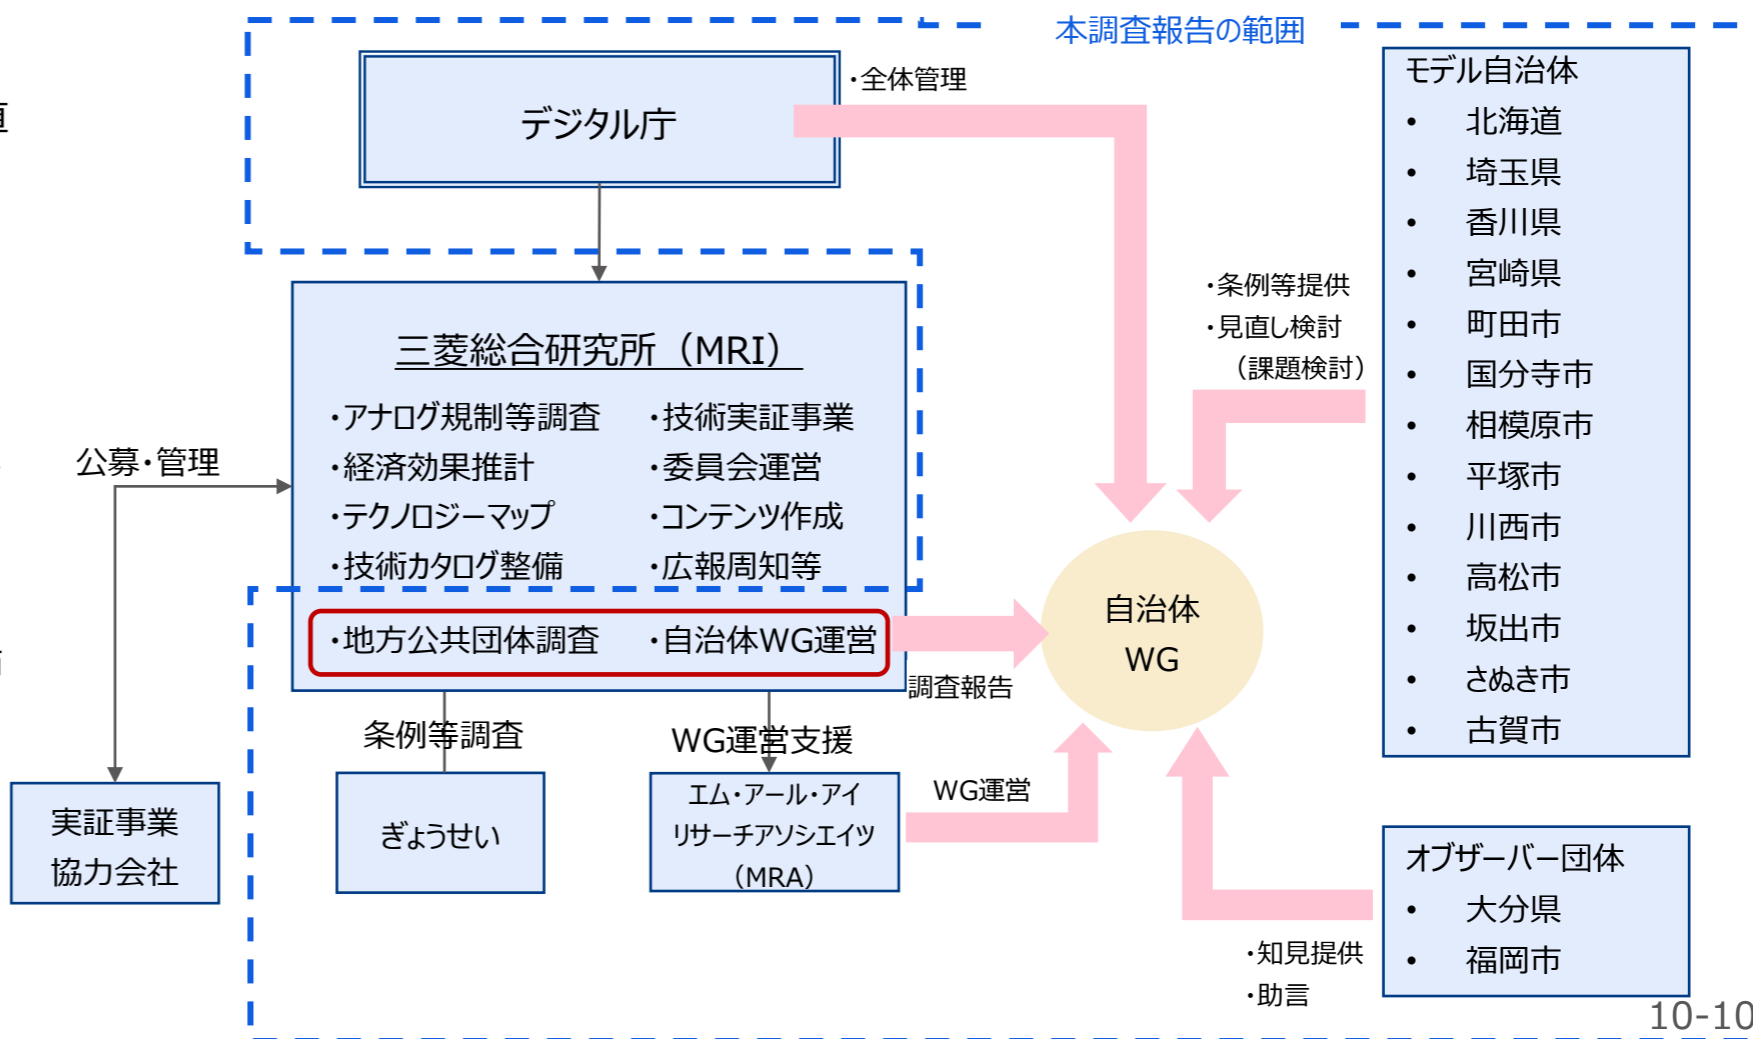 本調査報告の範囲
デジタル庁
・全体管理
モデル自治体
• 北海道
• 埼玉県
• 香川県
• 宮崎県
• 町田市
• 国分寺市
• 相模原市
• 平塚市
• 川西市
• 高松市
• 坂出市
• さぬき市
• 古賀市
・条例等提供
・見直し検討
（課題検討）
三菱総合研究所（MRI）
・アナログ規制等調査
・技術実証事業
・経済効果推計
・委員会運営
・テクノロジーマップ
・コンテンツ作成
・技術カタログ整備
・広報周知等
・地方公共団体調査
・自治体WG運営
公募・管理
調査報告
自治体
WG
条例等調査
WG運営支援
実証事業
協力会社
ぎょうせい
エム・アール・アイ
リサーチアソシエイツ
（MRA）
WG運営
オブザーバー団体
• 大分県
• 福岡市
・知見提供
・助言
10-10